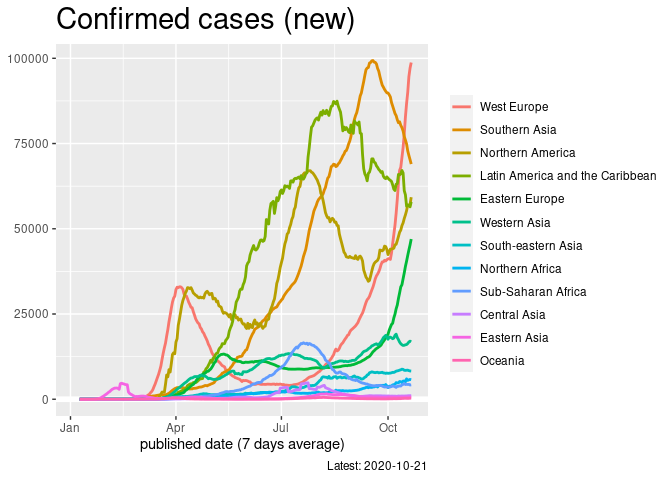 Confirmed cases (new)
100000
75000
50000
25000
0
Jan
Apr
Jul
Oct
published date (7 days average)
Latest: 2020-10-21
West Europe
Southern Asia
Northern America
Latin America and the Caribbean
Eastern Europe
Western Asia
South-eastern Asia
Northern Africa
Sub-Saharan Africa
Central Asia
Eastern Asia
Oceania